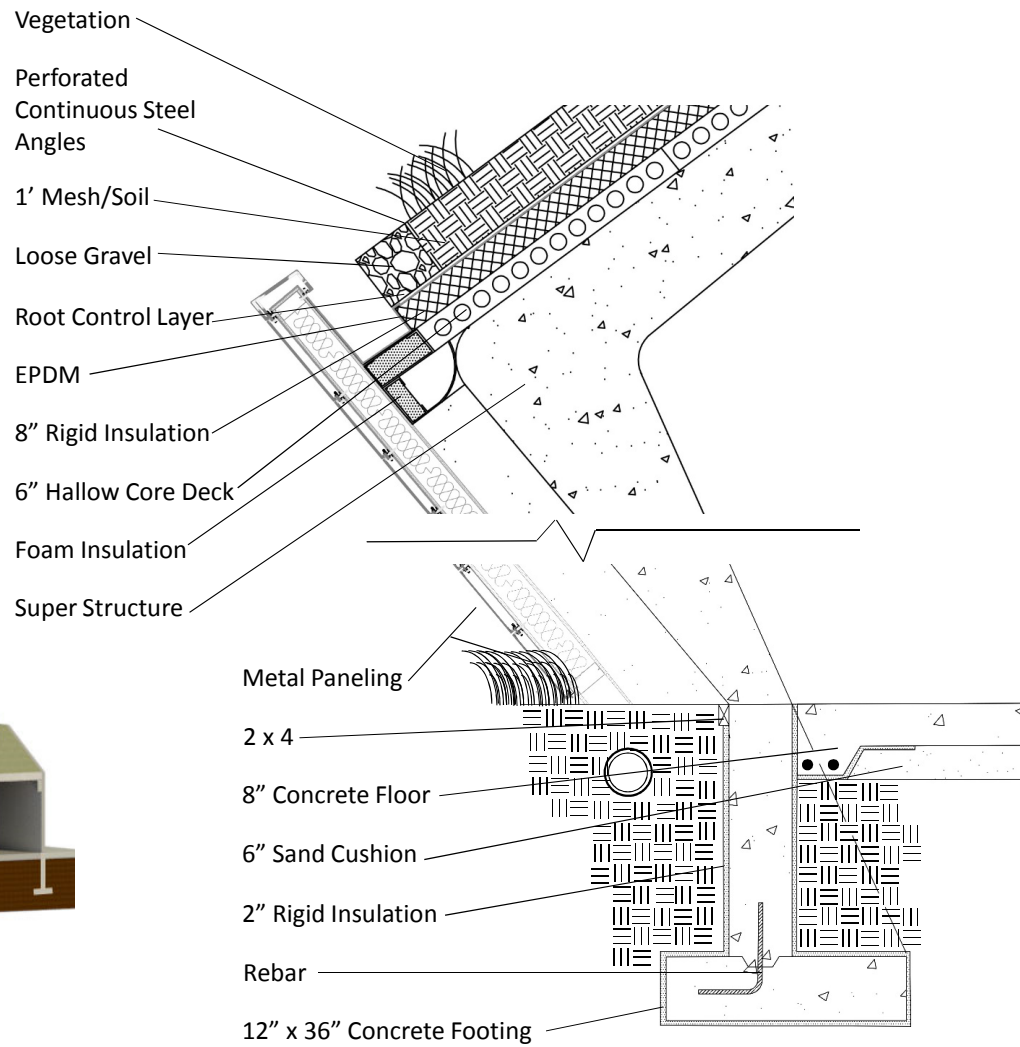 Vegetation
Perforated
Continuous Steel
Angles
1’ Mesh/Soil
Loose Gravel
Root Control Layer
EPDM
8” Rigid Insulation
6” Hallow Core Deck
Foam Insulation
Super Structure
Metal Paneling
2 x 4
8” Concrete Floor
6” Sand Cushion
2” Rigid Insulation
Rebar
12” x 36” Concrete Footing